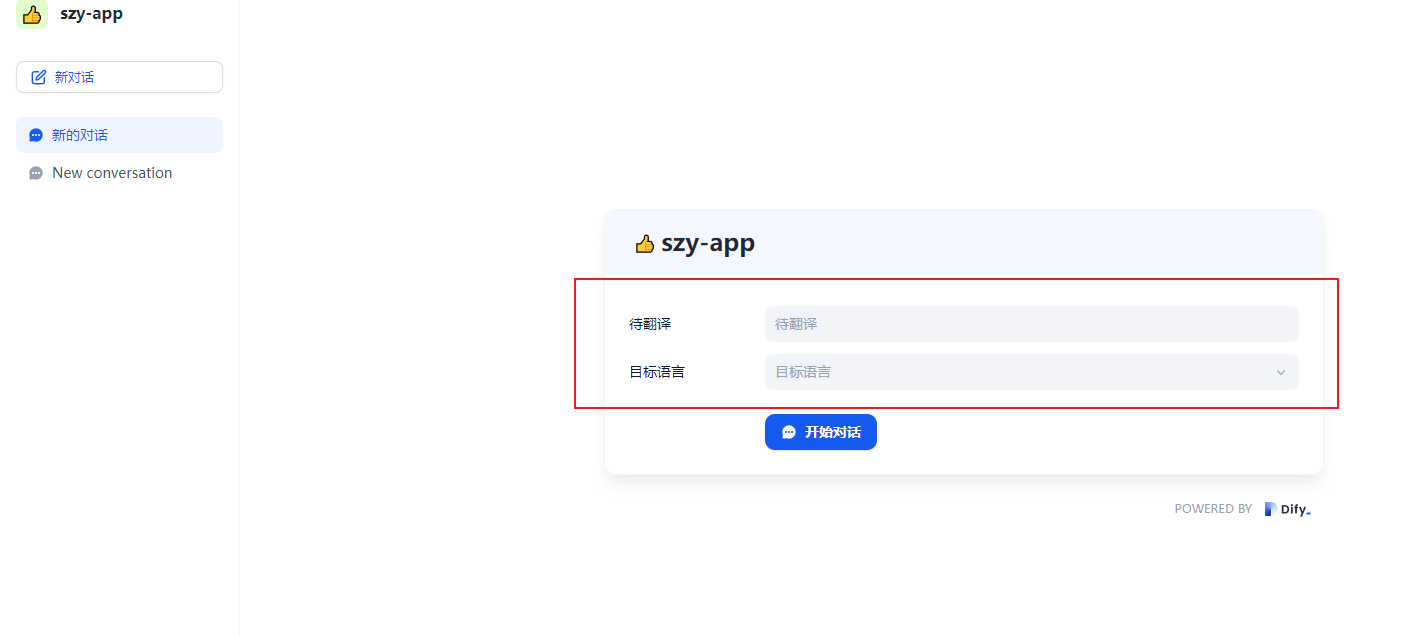 szy-app
新对话
新的对话
New conversation
szy-app
待翻译
待翻译
目标语言
目标语言
开始对话
POWERED BY Dify_